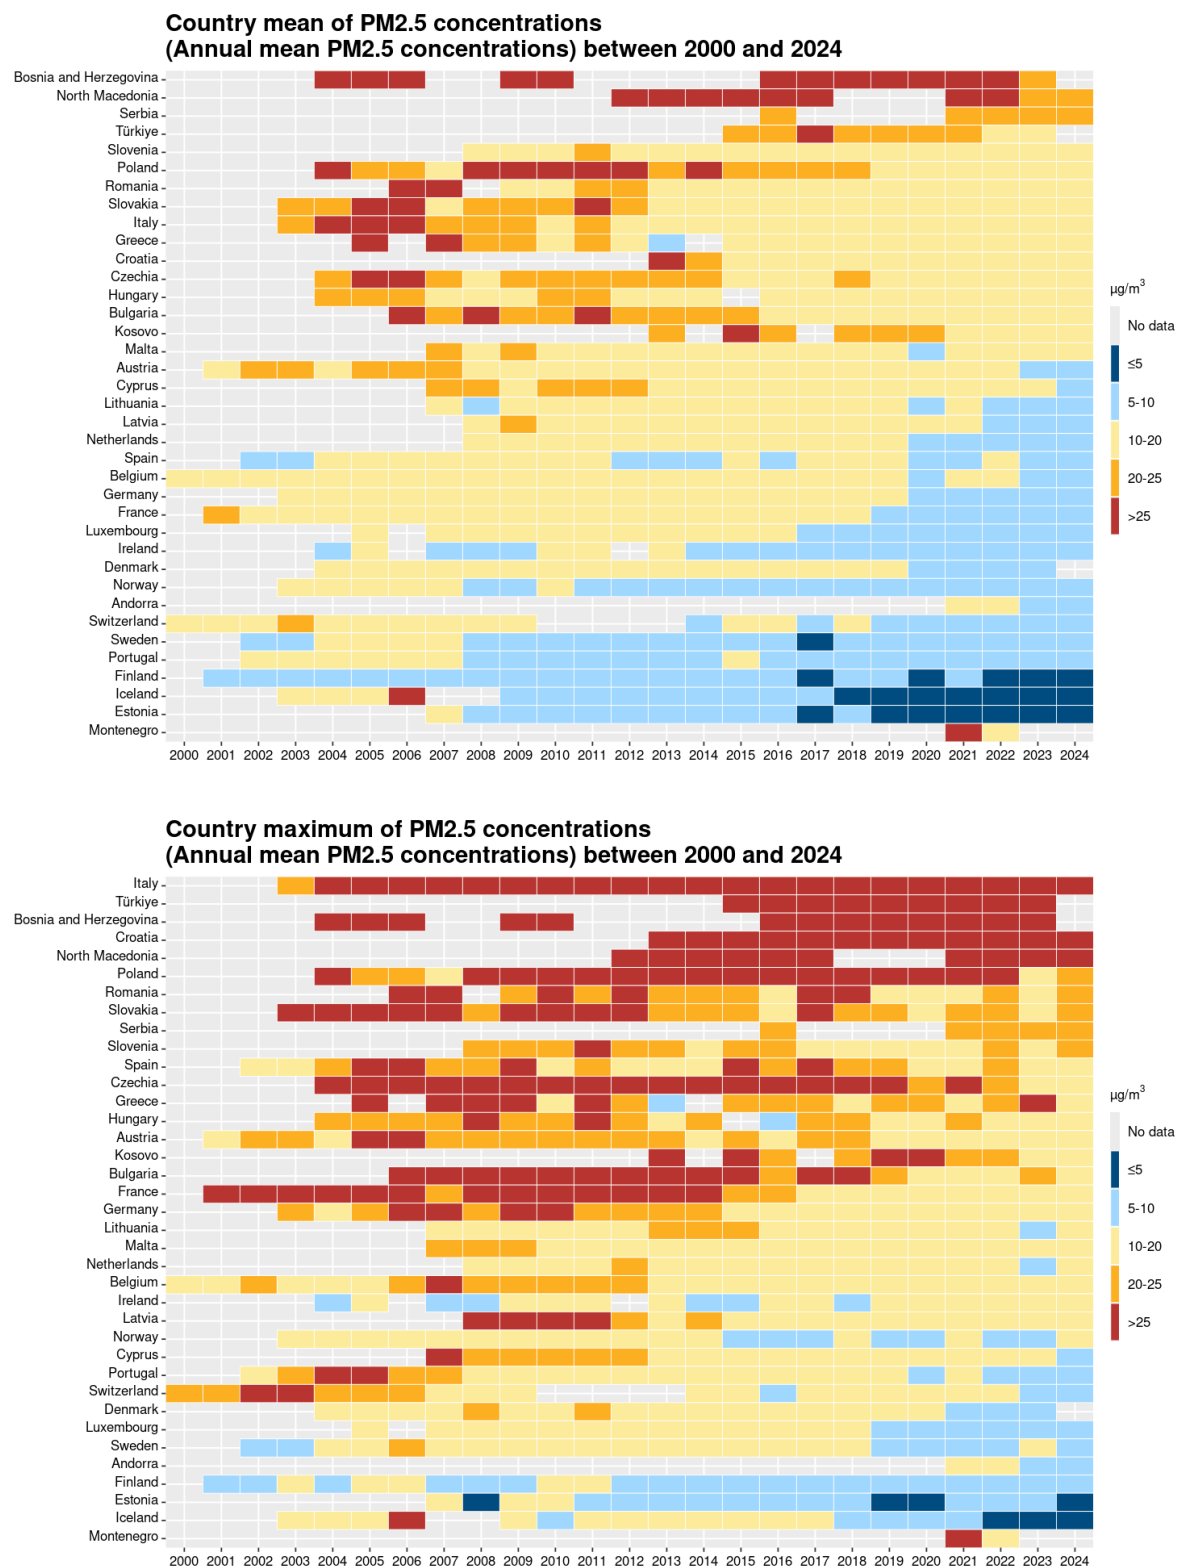 Country mean of PM2.5 concentrations
(Annual mean PM2.5 concentrations) between 2000 and 2024
Bosnia and Herzegovina
North Macedonia
Serbia
Türkiye
Slovenia
Poland
Romania
Slovakia
Italy
Greece
Croatia
Czechia
Hungary
Bulgaria
Kosovo
Malta
Austria
Cyprus
Lithuania
Latvia
Netherlands
Spain
Belgium
Germany
France
Luxembourg
Ireland
Denmark
Norway
Andorra
Switzerland
Sweden
Portugal
Finland
Iceland
Estonia
Montenegro
2000 2001 2002 2003 2004 2005 2006 2007 2008 2009 2010 2011 2012 2013 2014 2015 2016 2017 2018 2019 2020 2021 2022 2023 2024
µg/m³
No data
≤5
5-10
10-20
20-25
>25
Country maximum of PM2.5 concentrations
(Annual mean PM2.5 concentrations) between 2000 and 2024
Italy
Türkiye
Bosnia and Herzegovina
Croatia
North Macedonia
Poland
Romania
Slovakia
Serbia
Slovenia
Spain
Czechia
Greece
Hungary
Austria
Kosovo
Bulgaria
France
Germany
Lithuania
Malta
Netherlands
Belgium
Ireland
Latvia
Norway
Cyprus
Portugal
Switzerland
Denmark
Luxembourg
Sweden
Andorra
Finland
Estonia
Iceland
Montenegro
2000 2001 2002 2003 2004 2005 2006 2007 2008 2009 2010 2011 2012 2013 2014 2015 2016 2017 2018 2019 2020 2021 2022 2023 2024
µg/m³
No data
≤5
5-10
10-20
20-25
>25